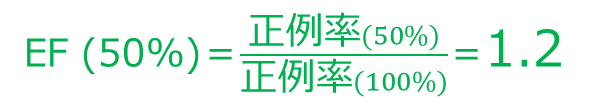 EF (50%) = 正例率(50%) / 正例率(100%) = 1.2